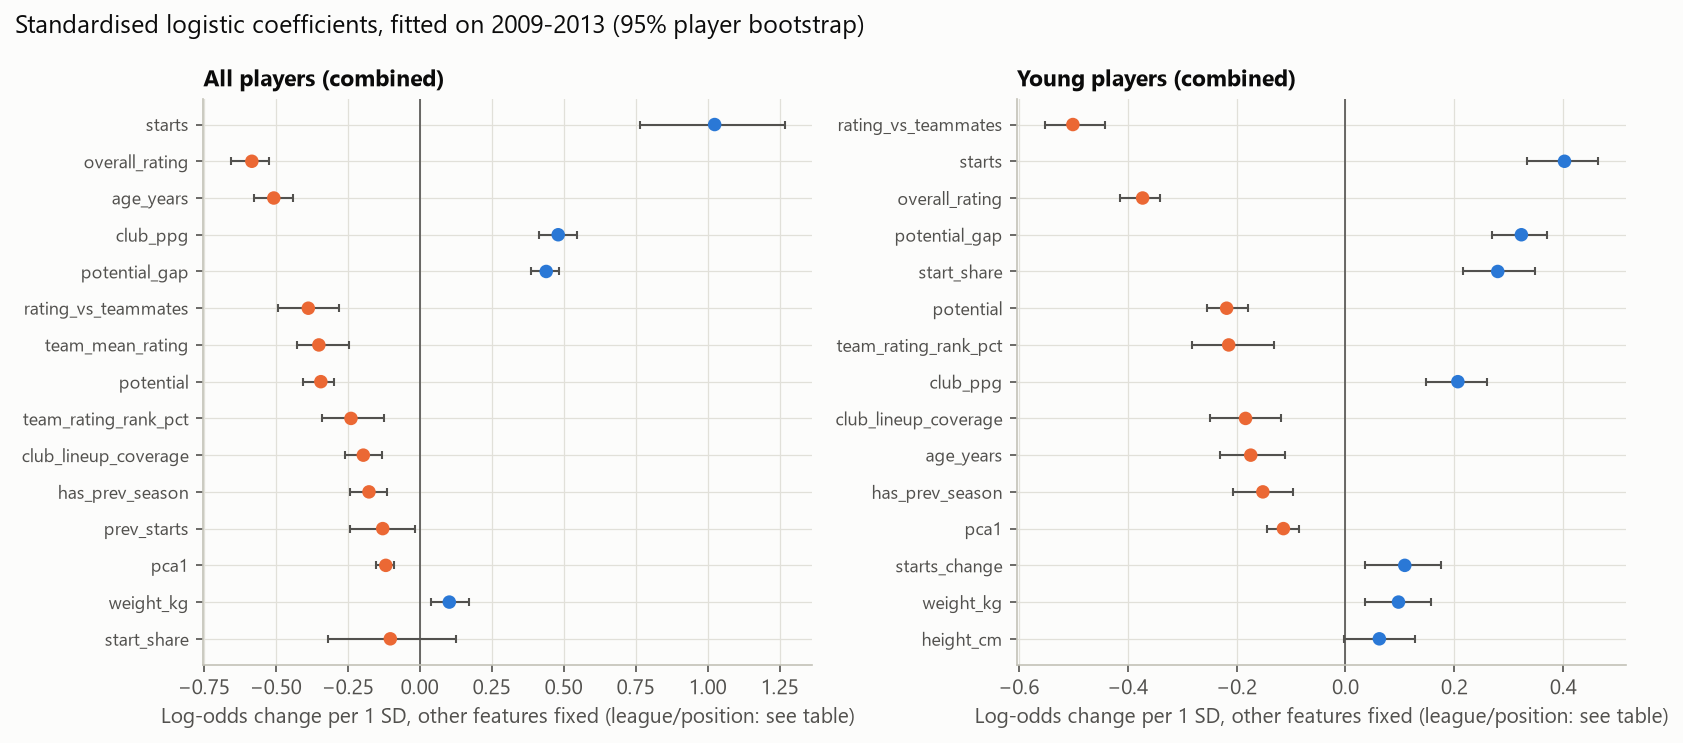 Standardised logistic coefficients, fitted on 2009-2013 (95% player bootstrap)
All players (combined)
starts
overall_rating
age_years
club_ppg
potential_gap
rating_vs_teammates
team_mean_rating
potential
team_rating_rank_pct
club_lineup_coverage
has_prev_season
prev_starts
pca1
weight_kg
start_share
−0.75 −0.50 −0.25 0.00 0.25 0.50 0.75 1.00 1.25
Log-odds change per 1 SD, other features fixed (league/position: see table)
Young players (combined)
rating_vs_teammates
starts
overall_rating
potential_gap
start_share
potential
team_rating_rank_pct
club_ppg
club_lineup_coverage
age_years
has_prev_season
pca1
starts_change
weight_kg
height_cm
−0.6 −0.4 −0.2 0.0 0.2 0.4
Log-odds change per 1 SD, other features fixed (league/position: see table)